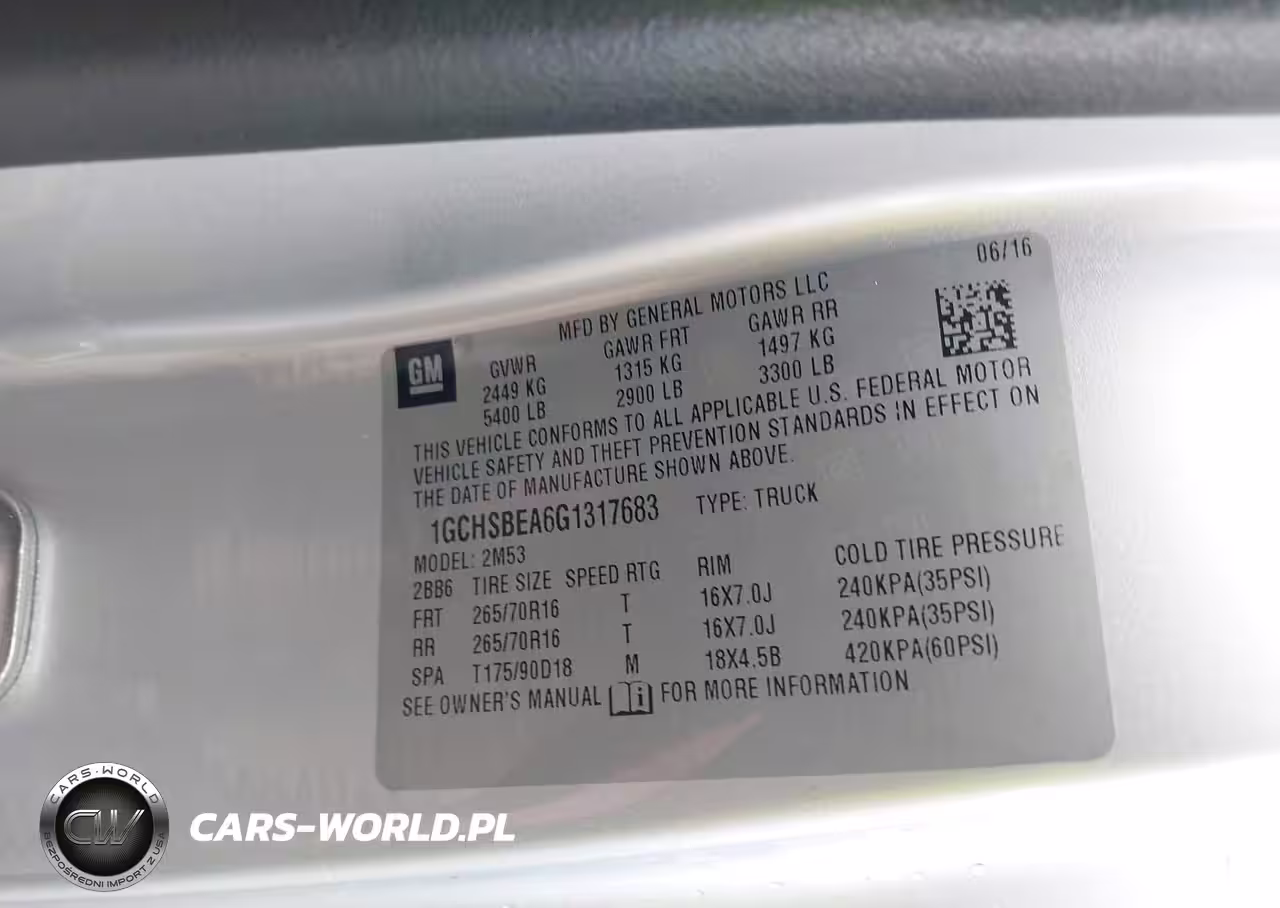 06/16
MFD BY GENERAL MOTORS LLC
GM
GVWR GAWR FRT GAWR RR
2449 KG 1315 KG 1497 KG
5400 LB 2900 LB 3300 LB
THIS VEHICLE CONFORMS TO ALL APPLICABLE U.S. FEDERAL MOTOR
VEHICLE SAFETY AND THEFT PREVENTION STANDARDS IN EFFECT ON
THE DATE OF MANUFACTURE SHOWN ABOVE.
1GCHSBEA6G1317683 TYPE: TRUCK
MODEL: 2M53
2BB6 TIRE SIZE SPEED RTG RIM COLD TIRE PRESSURE
FRT 265/70R16 T 16X7.0J 240KPA(35PSI)
RR 265/70R16 T 16X7.0J 240KPA(35PSI)
SPA T175/90D18 M 18X4.5B 420KPA(60PSI)
SEE OWNER'S MANUAL i FOR MORE INFORMATION
CARS-WORLD
CW
BEZPOŚREDNI IMPORT Z USA
CARS-WORLD.PL